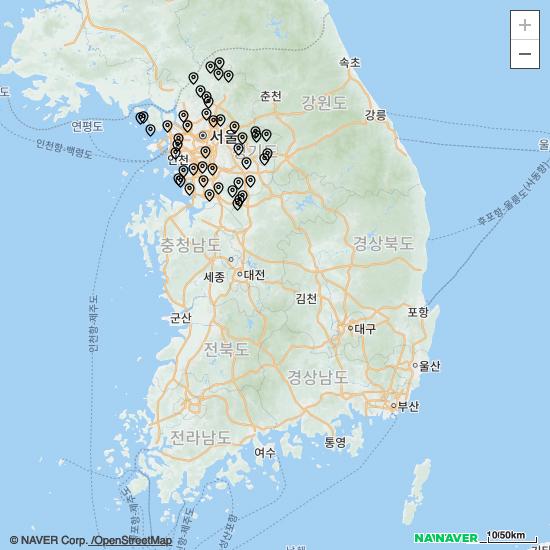 +
−
속초
춘천
강원도
강릉
연평도
서울
경기도
인천
인천항-백령도
울
후포항-울릉도(사동항)
충청남도
경상북도
세종
대전
김천
인천항-제주도
군산
포항
전북도
대구
경상남도
울산
부산
전라남도
여수
통영
© NAVER Corp. /OpenStreetMap
NAVER
10/50km